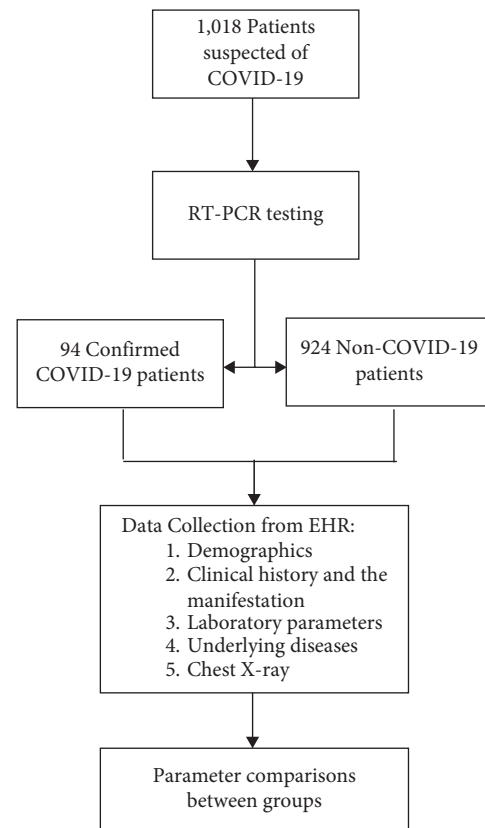 1,018 Patients
suspected of
COVID-19
RT-PCR testing
94 Confirmed
COVID-19 patients
924 Non-COVID-19
patients
Data Collection from EHR:
1. Demographics
2. Clinical history and the
manifestation
3. Laboratory parameters
4. Underlying diseases
5. Chest X-ray
Parameter comparisons
between groups